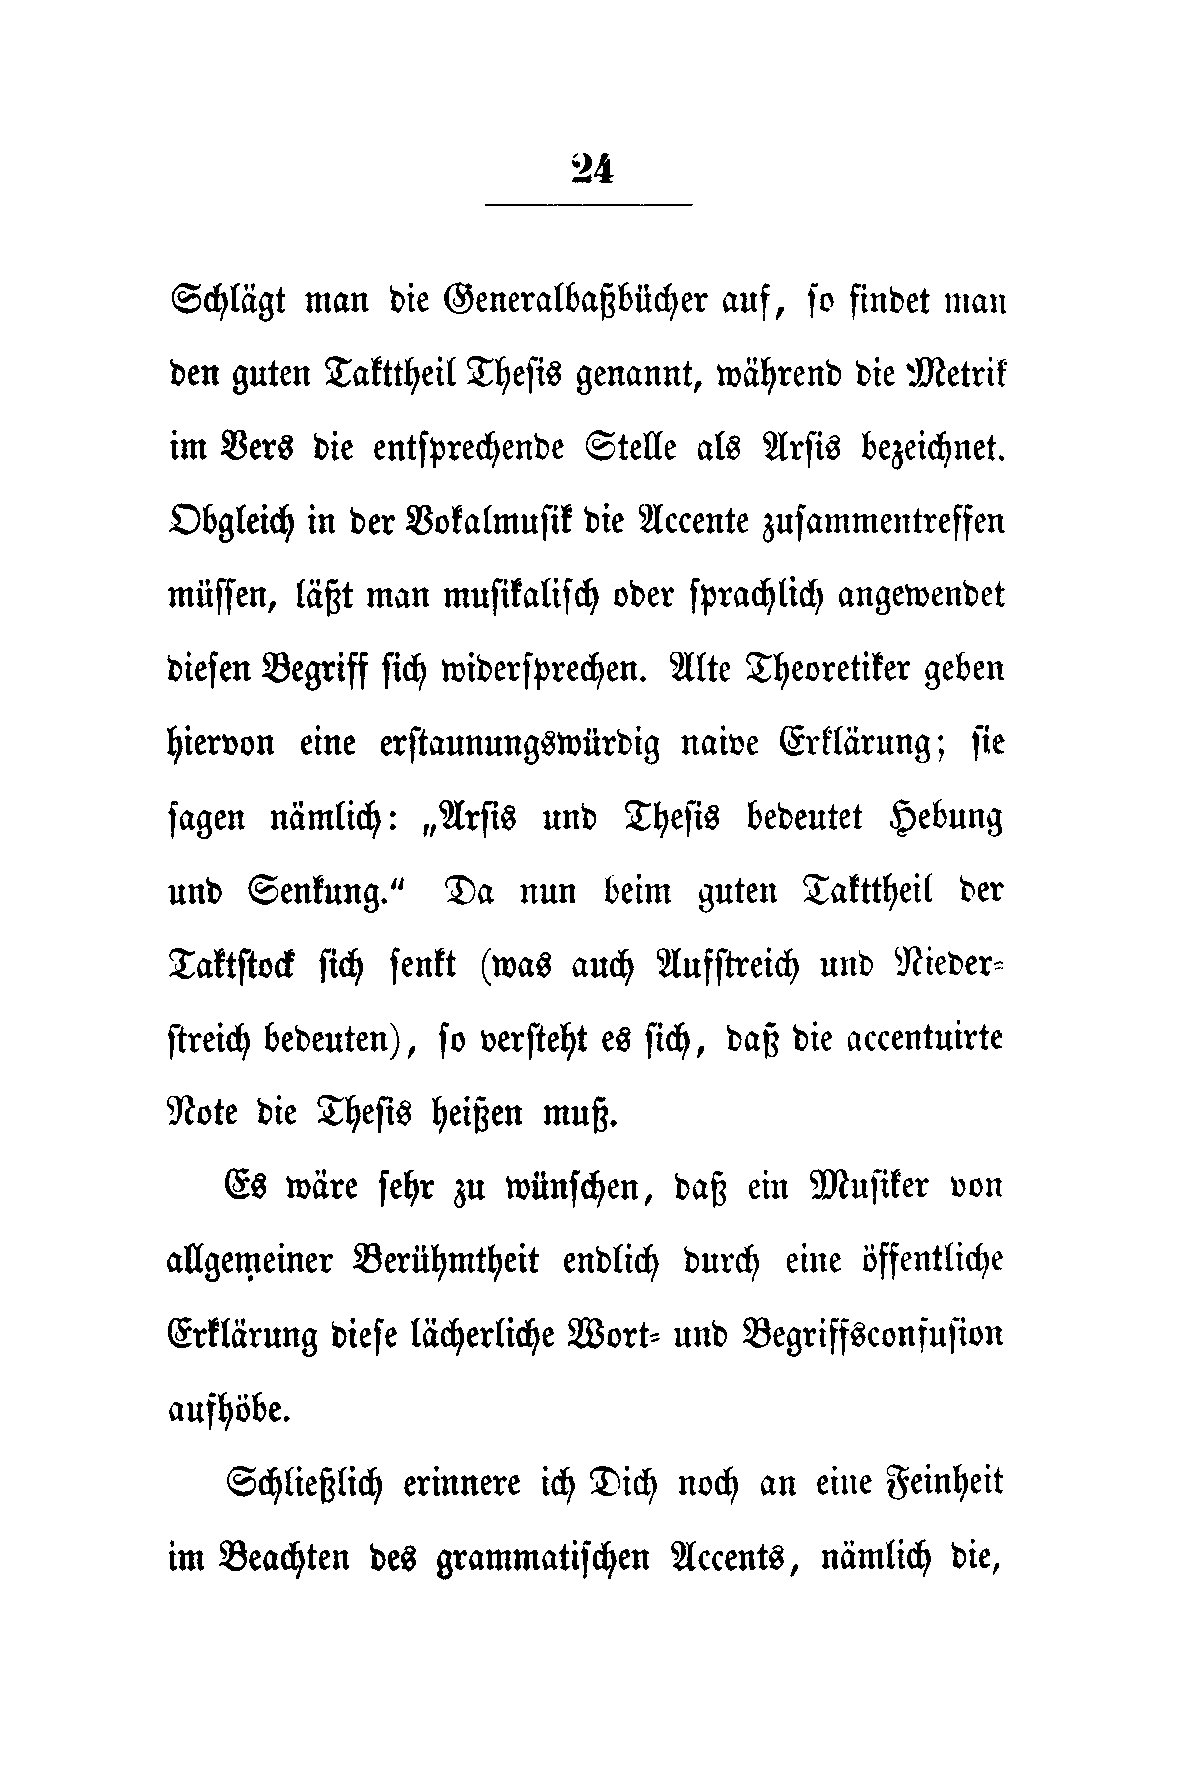 24
Schlägt man die Generalbaßbücher auf, so findet man
den guten Takttheil Thesis genannt, während die Metrik
im Vers die entsprechende Stelle als Arsis bezeichnet.
Obgleich in der Vokalmusik die Accente zusammentreffen
müssen, läßt man musikalisch oder sprachlich angewendet
diesen Begriff sich widersprechen. Alte Theoretiker geben
hiervon eine erstaunungswürdig naive Erklärung; sie
sagen nämlich: „Arsis und Thesis bedeutet Hebung
und Senkung.“ Da nun beim guten Takttheil der
Taktstock sich senkt (was auch Aufstreich und Nieder-
streich bedeuten), so versteht es sich, daß die accentuirte
Note die Thesis heißen muß.
Es wäre sehr zu wünschen, daß ein Musiker von
allgemeiner Berühmtheit endlich durch eine öffentliche
Erklärung diese lächerliche Wort- und Begriffsconfusion
aufhöbe.
Schließlich erinnere ich Dich noch an eine Feinheit
im Beachten des grammatischen Accents, nämlich die,